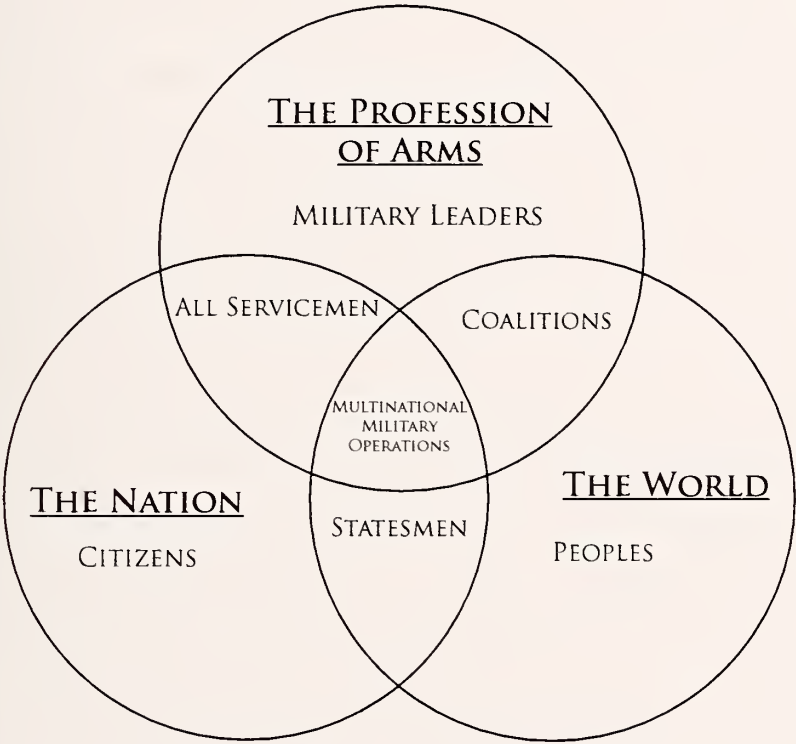 THE PROFESSION
OF ARMS
MILITARY LEADERS
ALL SERVICEMEN
COALITIONS
MULTINATIONAL
MILITARY
OPERATIONS
THE NATION
CITIZENS
STATESMEN
THE WORLD
PEOPLES